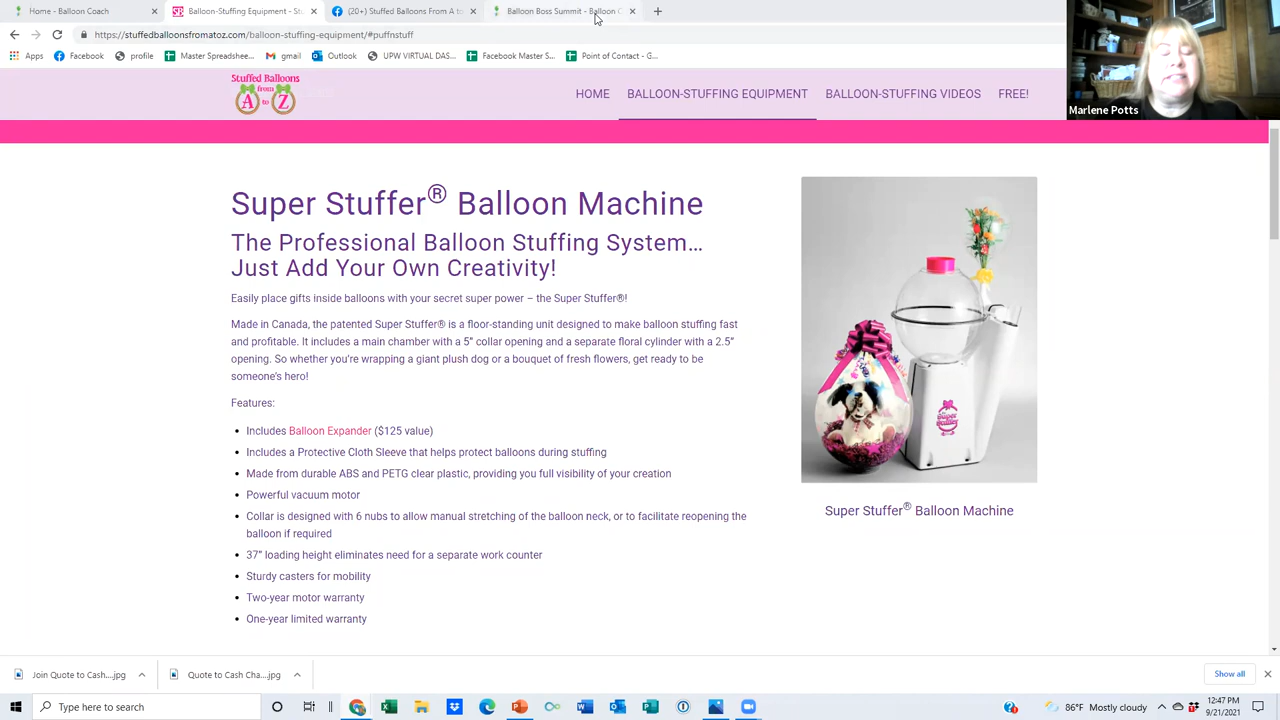 Home - Balloon Coach
Balloon-Stuffing Equipment - Stu
(20+) Stuffed Balloons From A to
Balloon Boss Summit - Balloon C
https://stuffedballoonsfromatoz.com/balloon-stuffing-equipment/#puffnstuff
Apps
Facebook
profile
Master Spreadshee...
gmail
Outlook
UPW VIRTUAL DAS...
Facebook Master S...
Point of Contact - G...
Stuffed Balloons
from
A to Z
HOME
BALLOON-STUFFING EQUIPMENT
BALLOON-STUFFING VIDEOS
FREE!
Marlene Potts
Super Stuffer® Balloon Machine
The Professional Balloon Stuffing System…
Just Add Your Own Creativity!
Easily place gifts inside balloons with your secret super power – the Super Stuffer®!
Made in Canada, the patented Super Stuffer® is a floor-standing unit designed to make balloon stuffing fast
and profitable. It includes a main chamber with a 5” collar opening and a separate floral cylinder with a 2.5”
opening. So whether you’re wrapping a giant plush dog or a bouquet of fresh flowers, get ready to be
someone’s hero!
Features:
Includes Balloon Expander ($125 value)
Includes a Protective Cloth Sleeve that helps protect balloons during stuffing
Made from durable ABS and PETG clear plastic, providing you full visibility of your creation
Powerful vacuum motor
Collar is designed with 6 nubs to allow manual stretching of the balloon neck, or to facilitate reopening the
balloon if required
37” loading height eliminates need for a separate work counter
Sturdy casters for mobility
Two-year motor warranty
One-year limited warranty
Super Stuffer
Super Stuffer® Balloon Machine
Join Quote to Cash....jpg
Quote to Cash Cha....jpg
Show all
Type here to search
86°F Mostly cloudy
12:47 PM
9/21/2021